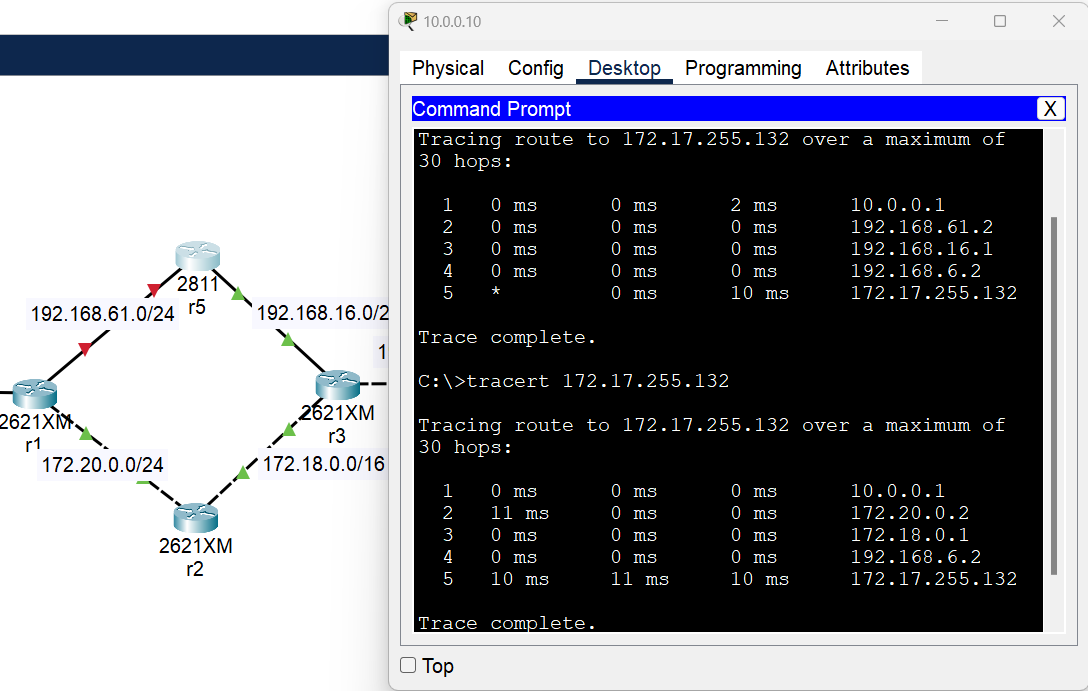 10.0.0.10
Physical Config Desktop Programming Attributes
Command Prompt X
Tracing route to 172.17.255.132 over a maximum of
30 hops:
1 0 ms 0 ms 2 ms 10.0.0.1
2 0 ms 0 ms 0 ms 192.168.61.2
3 0 ms 0 ms 0 ms 192.168.16.1
4 0 ms 0 ms 0 ms 192.168.6.2
5 * 0 ms 10 ms 172.17.255.132
Trace complete.
C:\>tracert 172.17.255.132
Tracing route to 172.17.255.132 over a maximum of
30 hops:
1 0 ms 0 ms 0 ms 10.0.0.1
2 11 ms 0 ms 0 ms 172.20.0.2
3 0 ms 0 ms 0 ms 172.18.0.1
4 0 ms 0 ms 0 ms 192.168.6.2
5 10 ms 11 ms 10 ms 172.17.255.132
Trace complete.
Top
2811
r5
192.168.61.0/24
192.168.16.0/2
1
2621XM
r1
2621XM
r3
172.20.0.0/24
172.18.0.0/16
2621XM
r2